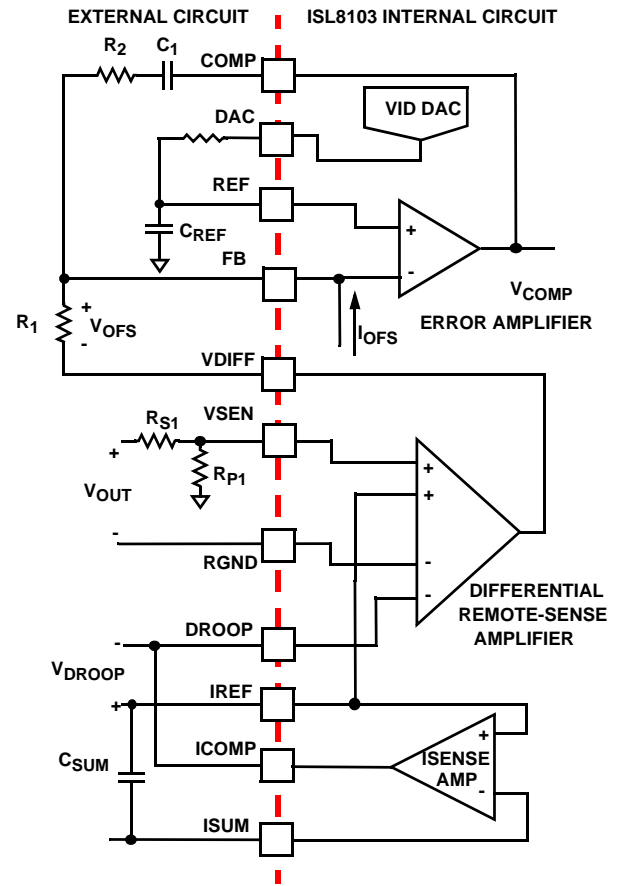 EXTERNAL CIRCUIT
ISL8103 INTERNAL CIRCUIT
R2
C1
COMP
VID DAC
DAC
REF
CREF
+
-
FB
VCOMP
ERROR AMPLIFIER
IOFS
R1
+
VOFS
-
VDIFF
RS1
VSEN
+
RP1
VOUT
+
+
-
RGND
-
-
DIFFERENTIAL
REMOTE-SENSE
AMPLIFIER
DROOP
-
VDROOP
+
IREF
ICOMP
+
ISENSE
AMP
-
CSUM
ISUM